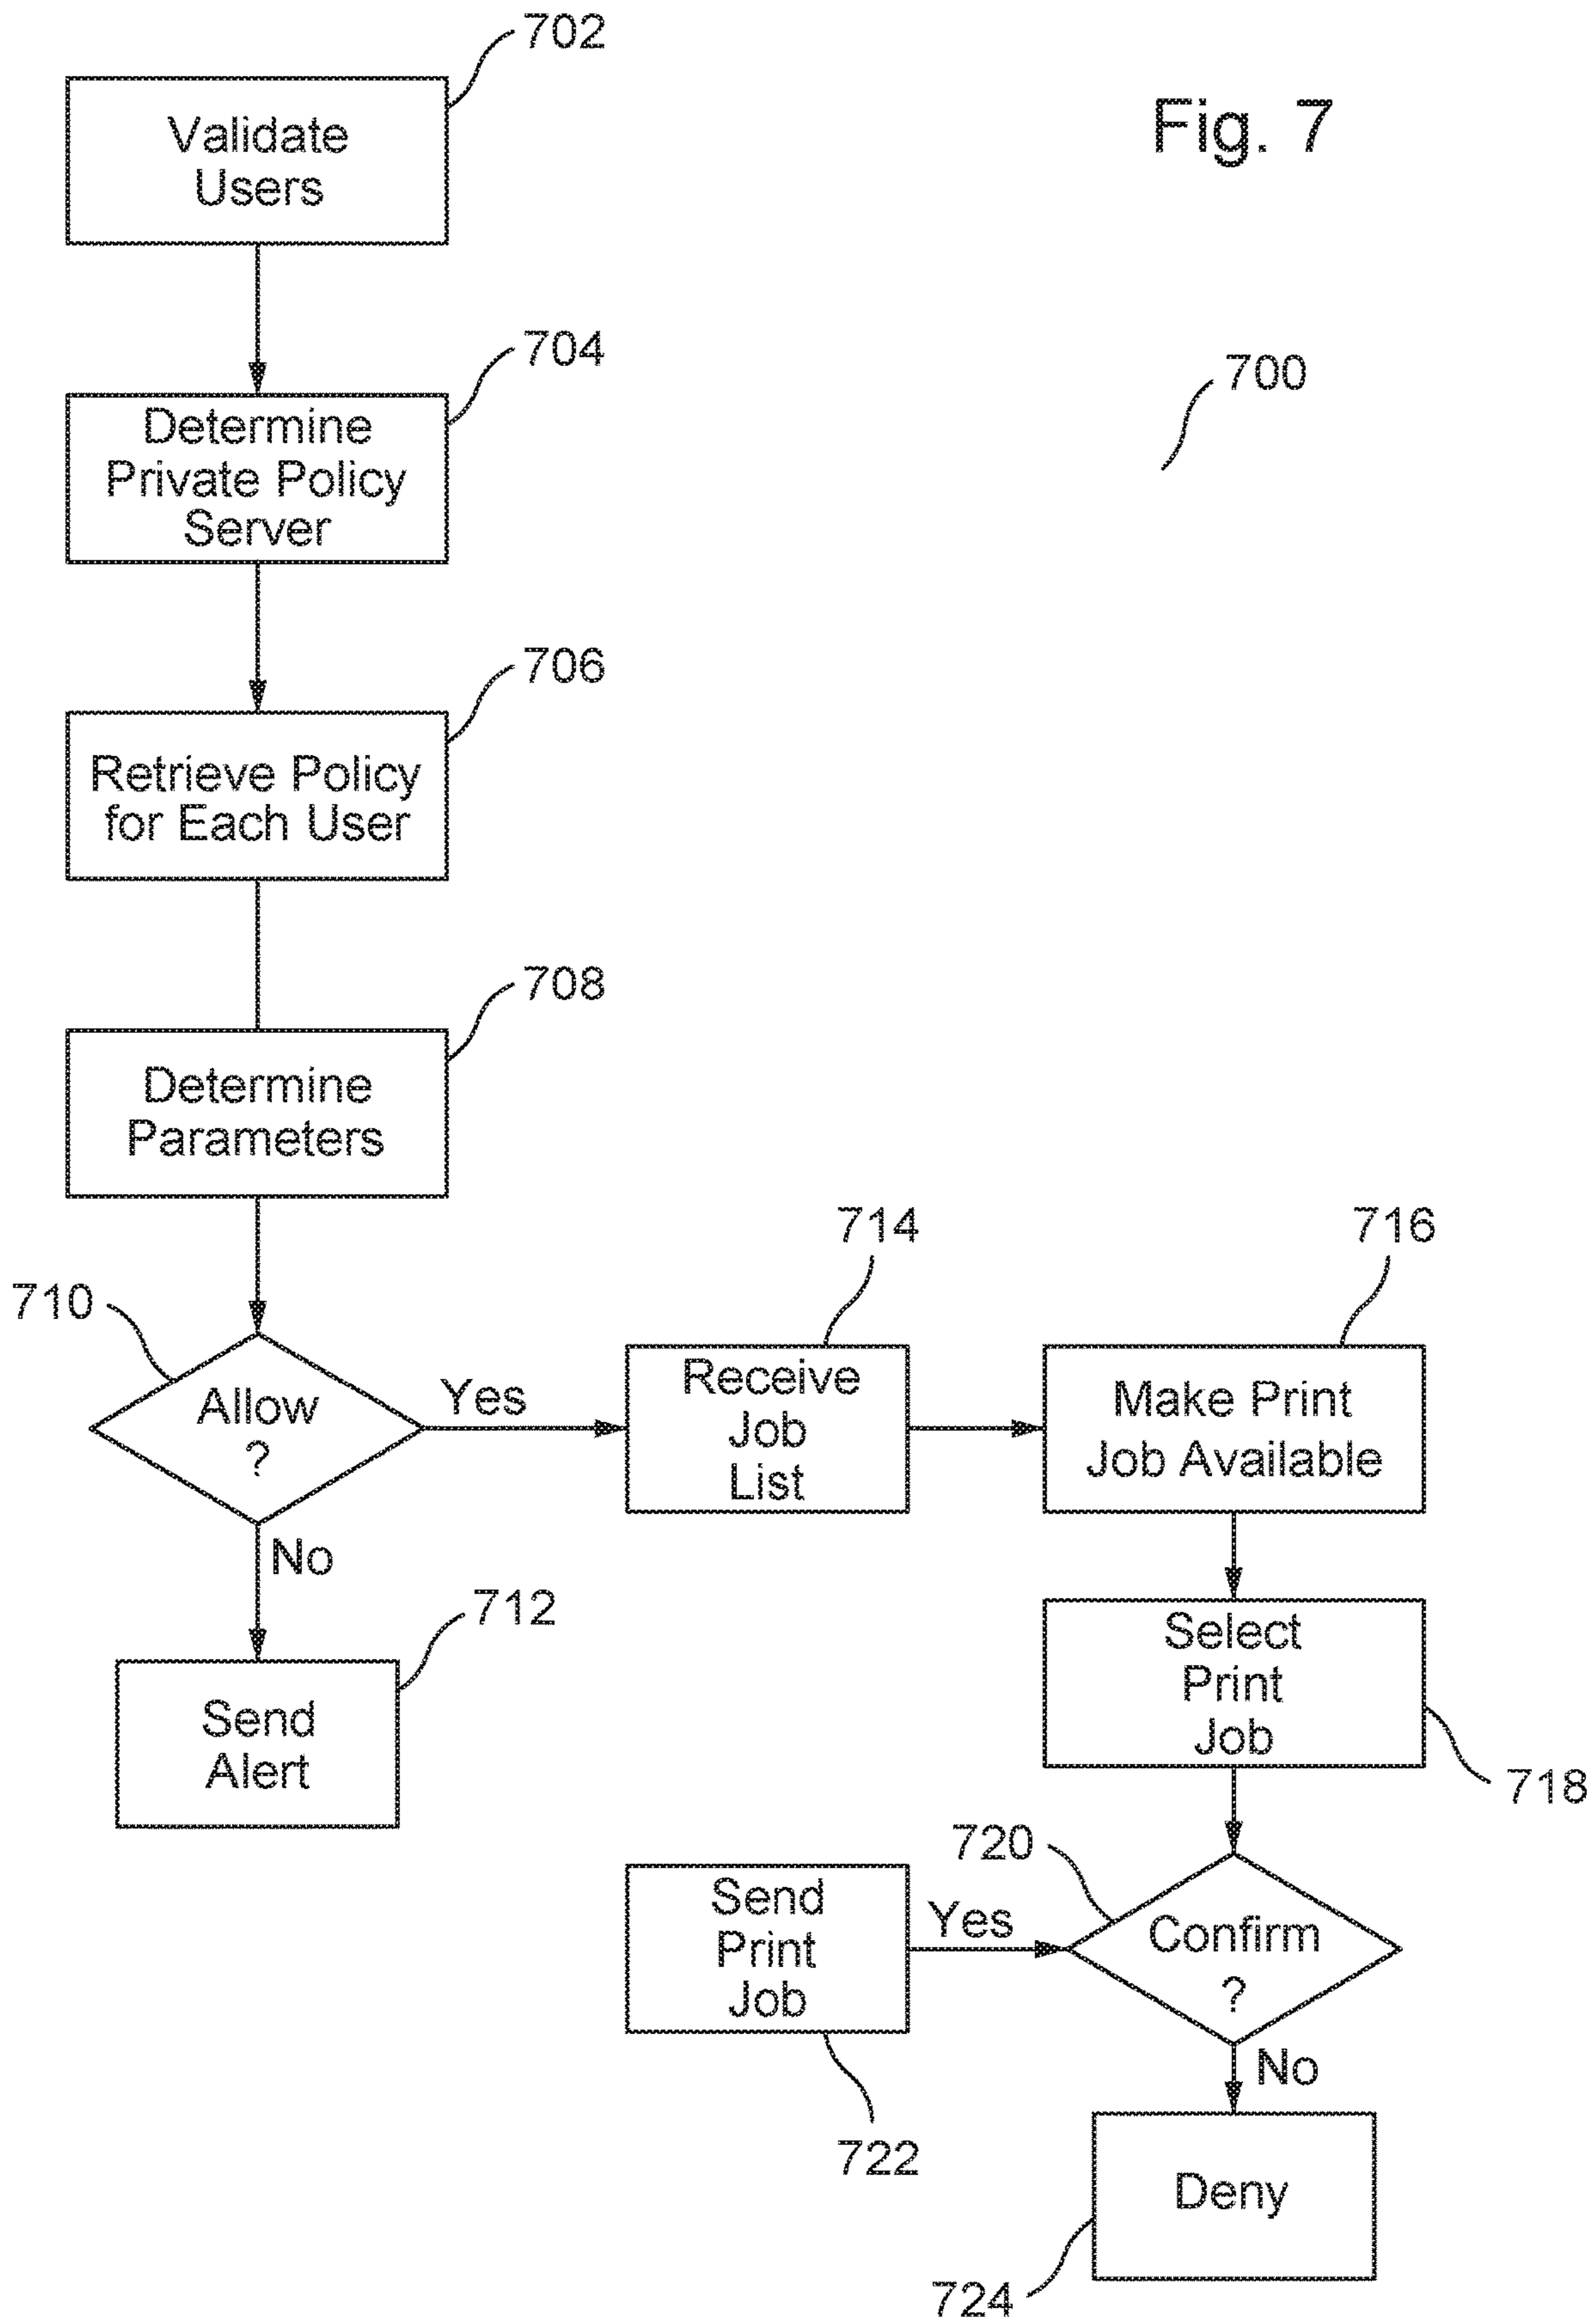 702
Fig. 7
Validate
Users
704
700
Determine
Private Policy
Server
706
Retrieve Policy
for Each User
708
Determine
Parameters
714
716
710
Allow
?
Yes
Receive
Job
List
Make Print
Job Available
No
712
Send
Alert
Select
Print
Job
718
720
Send
Print
Job
Yes
Confirm
?
722
No
Deny
724